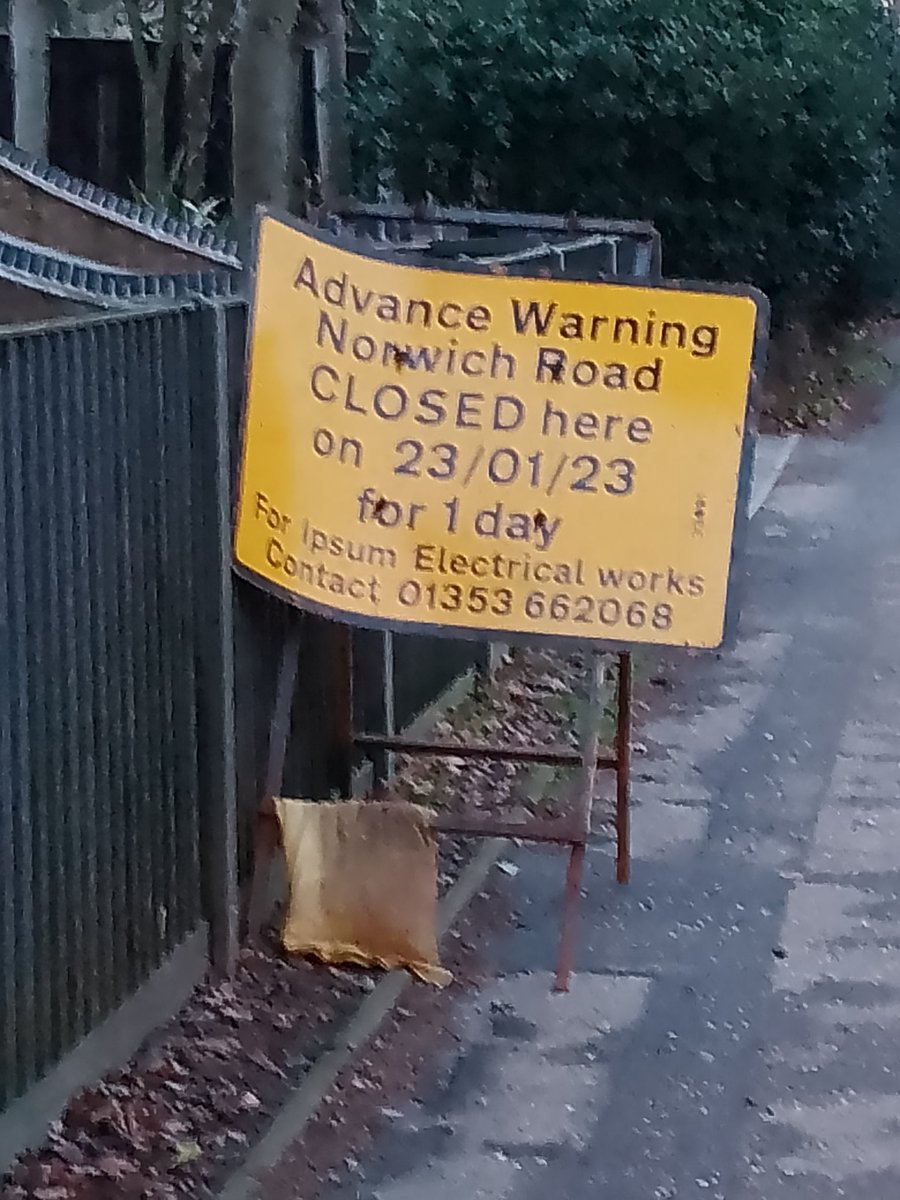 Advance Warning
Norwich Road
CLOSED here
on 23/01/23
for 1 day
For Ipsum Electrical works
Contact 01353 662068